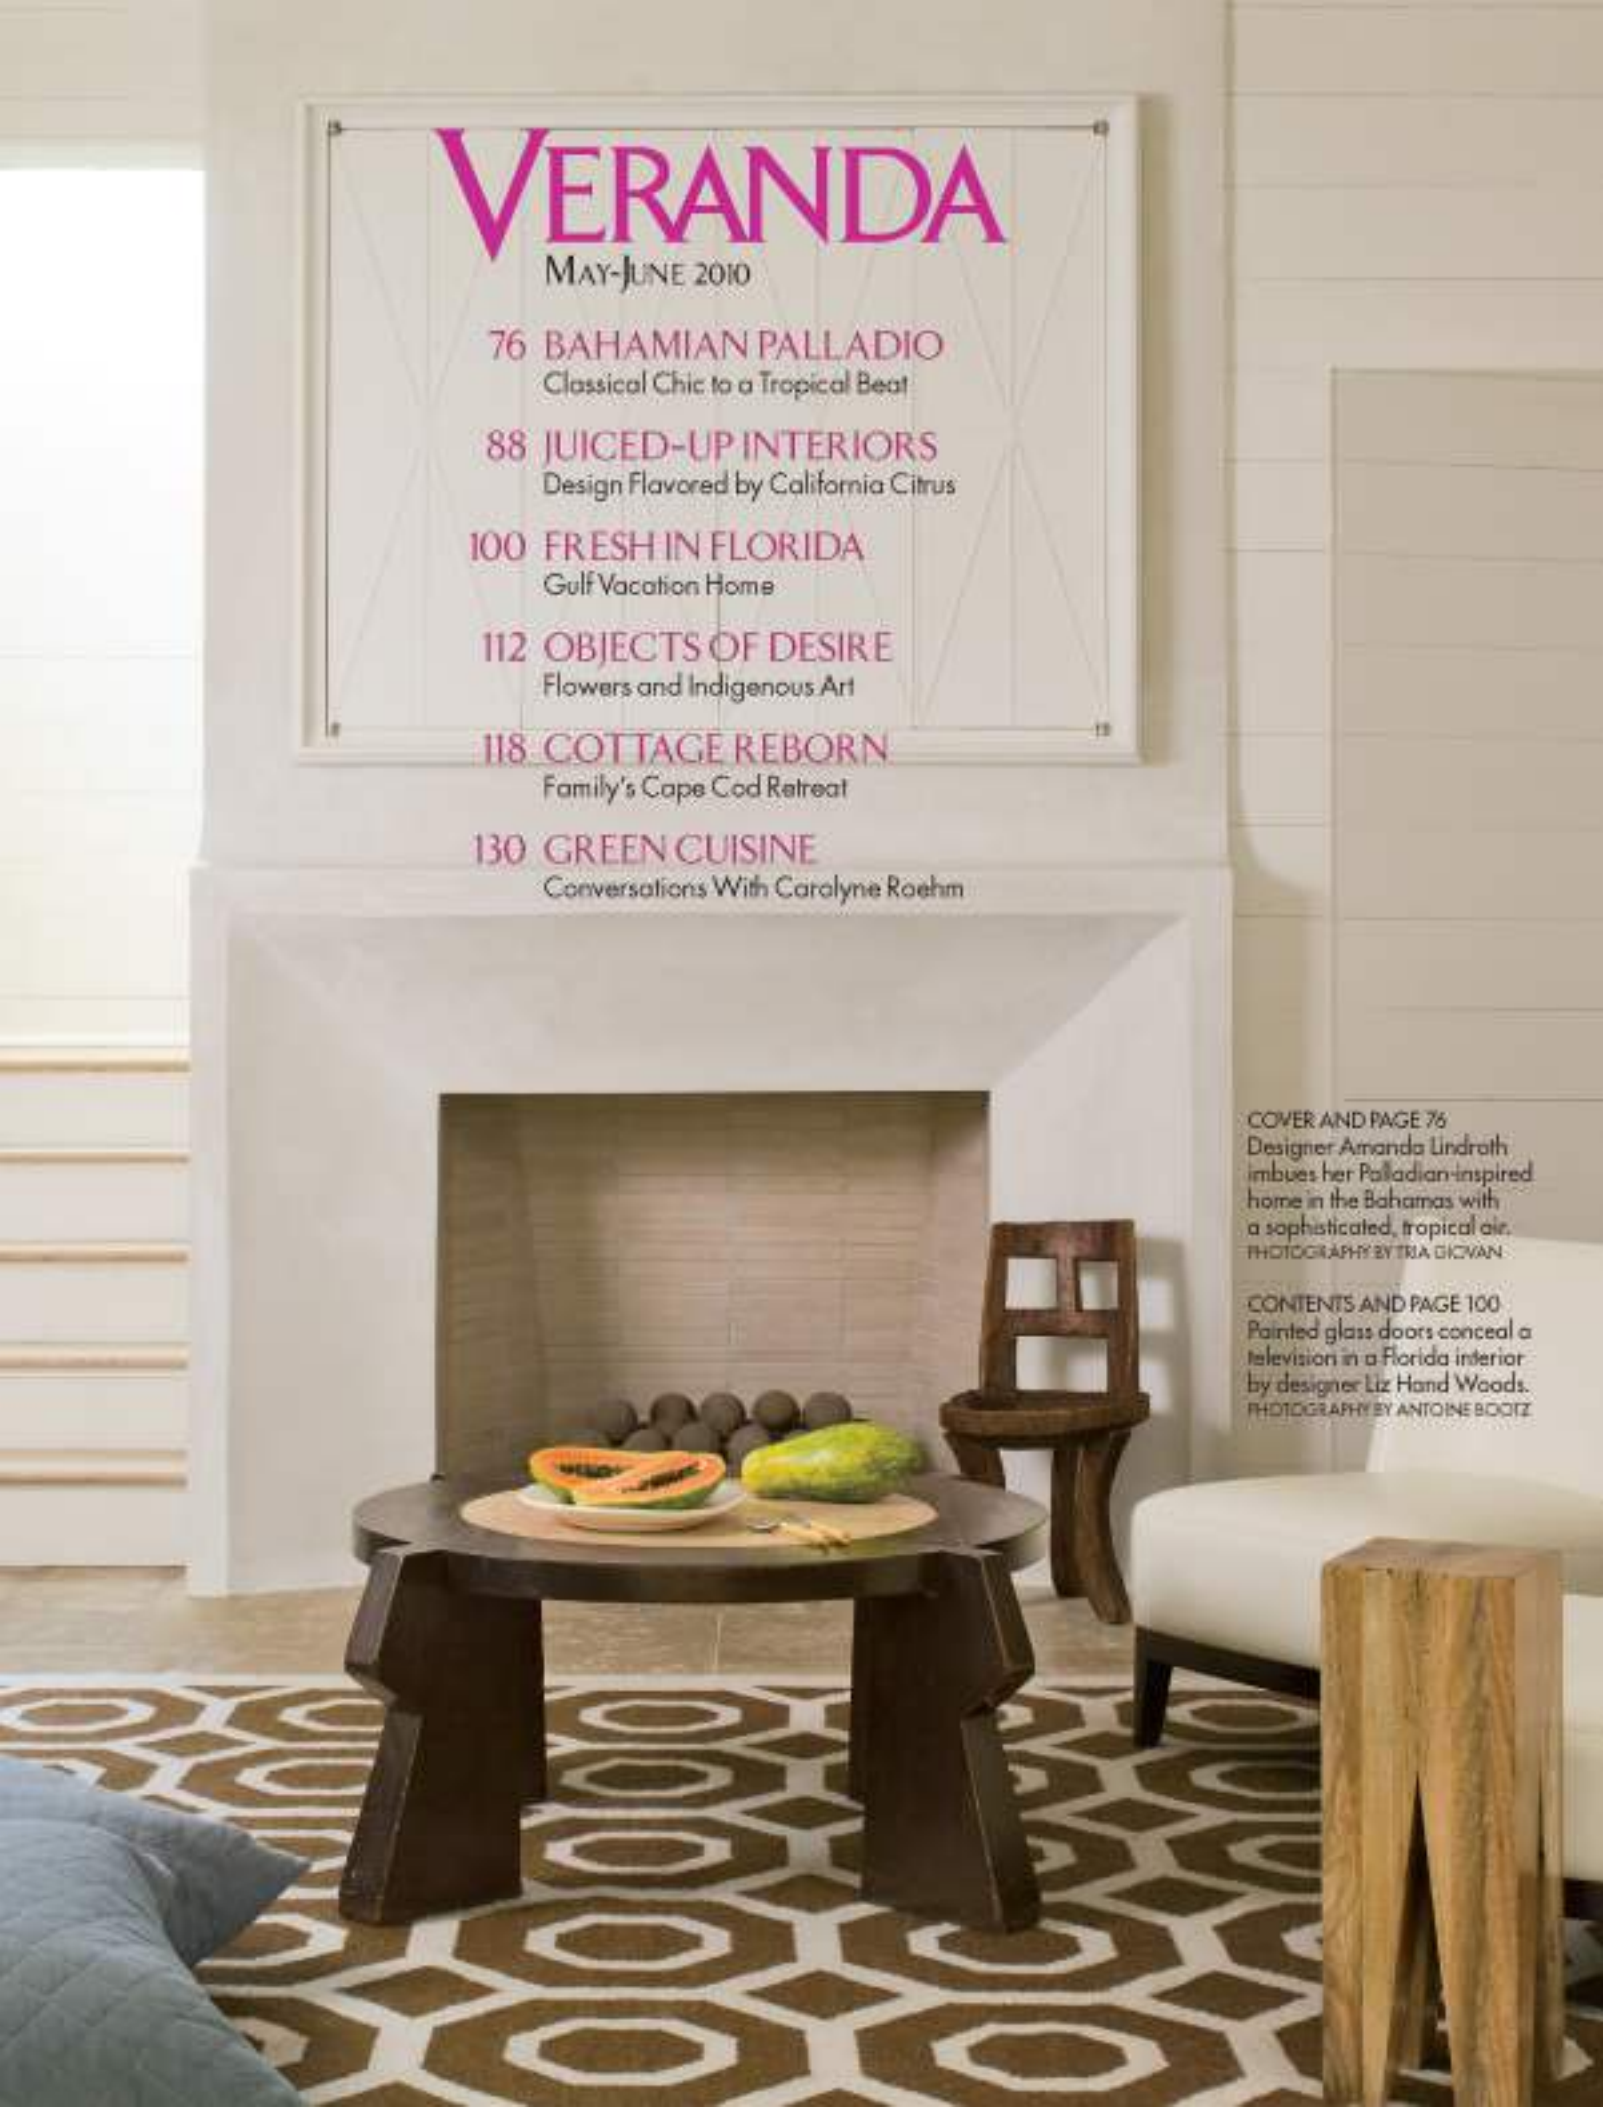 VERANDA
MAY-JUNE 2010
76 BAHAMIAN PALLADIO
Classical Chic to a Tropical Beat
88 JUICED-UP INTERIORS
Design Flavored by California Citrus
100 FRESH IN FLORIDA
Gulf Vacation Home
112 OBJECTS OF DESIRE
Flowers and Indigenous Art
118 COTTAGE REBORN
Family's Cape Cod Retreat
130 GREEN CUISINE
Conversations With Carolyne Roehm
COVER AND PAGE 76
Designer Amanda Lindroth
imbues her Palladian-inspired
home in the Bahamas with
a sophisticated, tropical air.
PHOTOGRAPHY BY TRIA GIOVAN
CONTENTS AND PAGE 100
Painted glass doors conceal a
television in a Florida interior
by designer Liz Hand Woods.
PHOTOGRAPHY BY ANTOINE BOOTZ